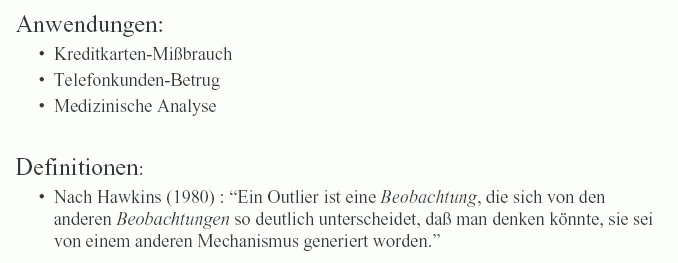 Anwendungen:
• Kreditkarten-Mißbrauch
• Telefonkunden-Betrug
• Medizinische Analyse
Definitionen:
• Nach Hawkins (1980) : “Ein Outlier ist eine Beobachtung, die sich von den
anderen Beobachtungen so deutlich unterscheidet, daß man denken könnte, sie sei
von einem anderen Mechanismus generiert worden.”